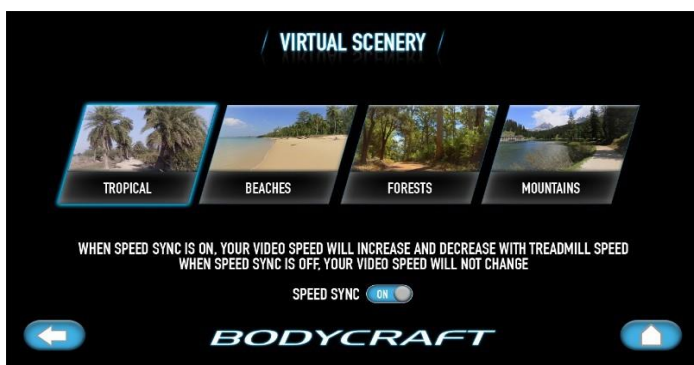 VIRTUAL SCENERY
TROPICAL
BEACHES
FORESTS
MOUNTAINS
WHEN SPEED SYNC IS ON, YOUR VIDEO SPEED WILL INCREASE AND DECREASE WITH TREADMILL SPEED
WHEN SPEED SYNC IS OFF, YOUR VIDEO SPEED WILL NOT CHANGE
SPEED SYNC ON
BODYCRAFT